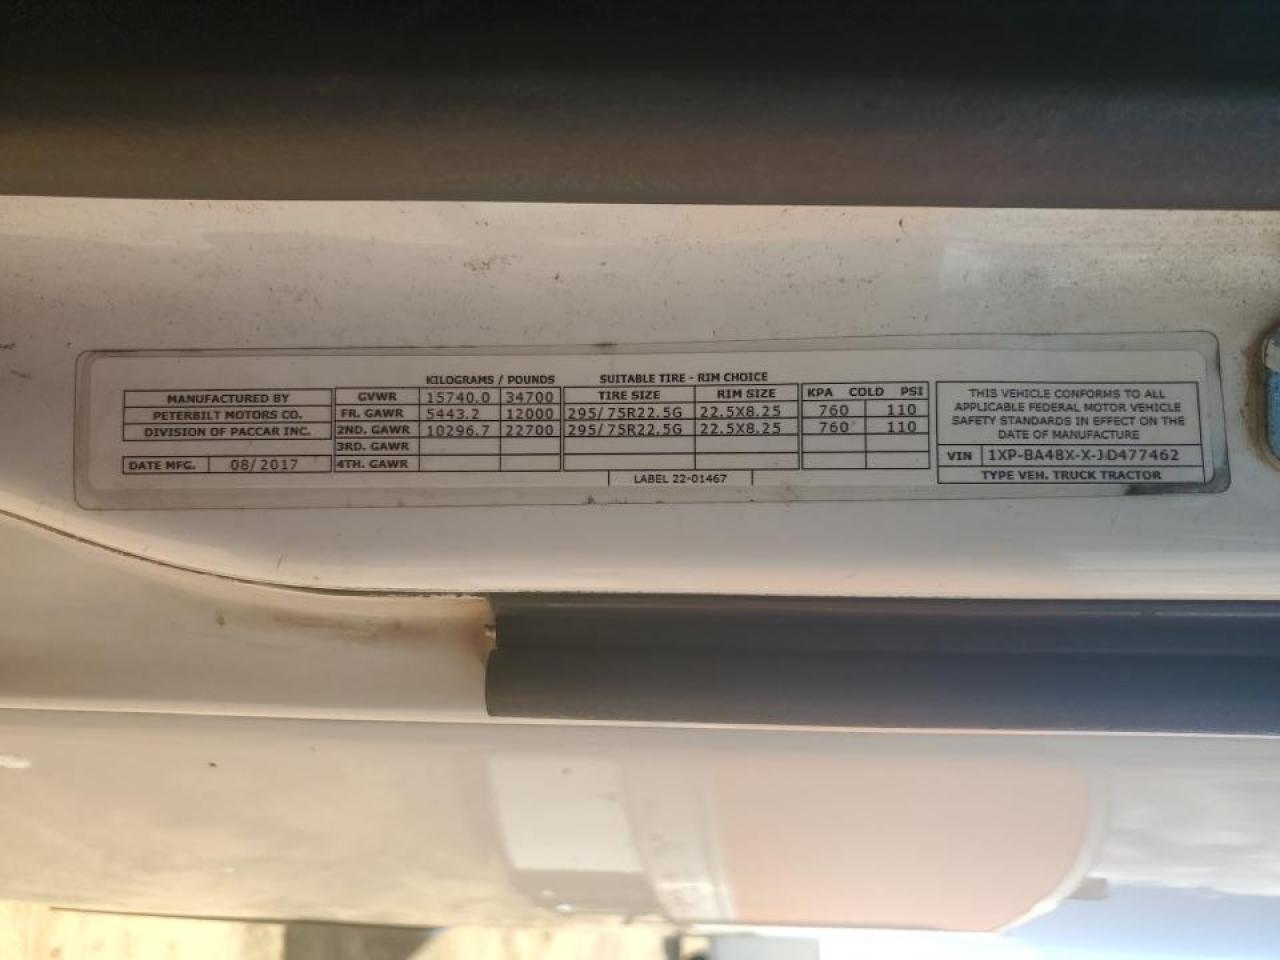 MANUFACTURED BY
PETERBILT MOTORS CO.
DIVISION OF PACCAR INC.
DATE MFG. 08/2017
KILOGRAMS / POUNDS SUITABLE TIRE - RIM CHOICE
TIRE SIZE RIM SIZE KPA COLD PSI
GVWR 15740.0 34700
FR. GAWR 5443.2 12000 295/75R22.5G 22.5X8.25 760 110
2ND. GAWR 10296.7 22700 295/75R22.5G 22.5X8.25 760 110
3RD. GAWR
4TH. GAWR
LABEL 22-01467
THIS VEHICLE CONFORMS TO ALL
APPLICABLE FEDERAL MOTOR VEHICLE
SAFETY STANDARDS IN EFFECT ON THE
DATE OF MANUFACTURE
VIN 1XP-BA48X-X-JD477462
TYPE VEH. TRUCK TRACTOR